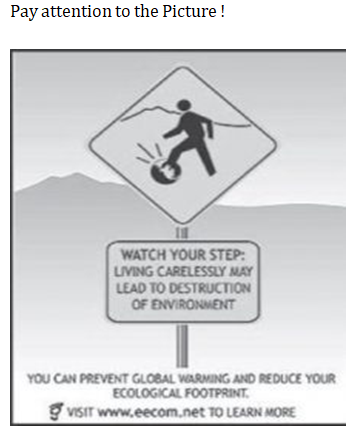 Pay attention to the Picture !
WATCH YOUR STEP:
LIVING CARELESSLY MAY
LEAD TO DESTRUCTION
OF ENVIRONMENT
YOU CAN PREVENT GLOBAL WARMING AND REDUCE YOUR
ECOLOGICAL FOOTPRINT.
VISIT www.eecom.net TO LEARN MORE